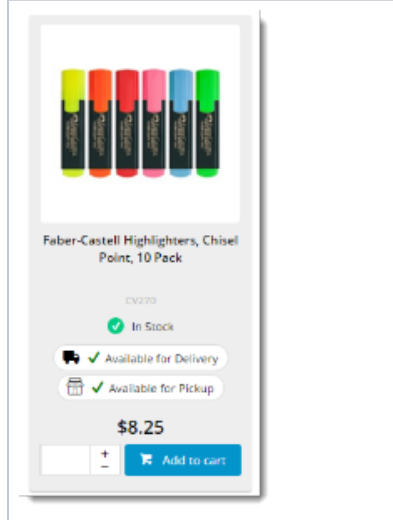 Faber-Castell Highlighters, Chisel
Point, 10 Pack
CV270
In Stock
Available for Delivery
Available for Pickup
$8.25
+
−
Add to cart